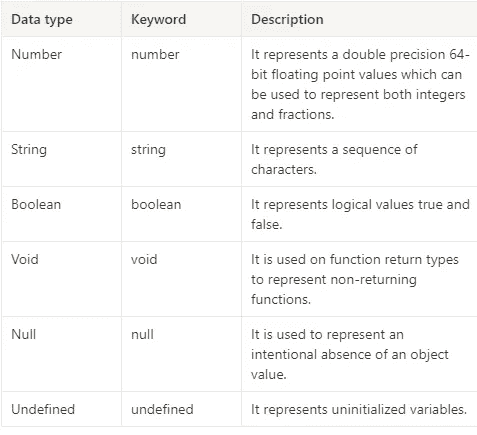 Data type Keyword Description
Number number It represents a double precision 64-
bit floating point values which can
be used to represent both integers
and fractions.
String string It represents a sequence of
characters.
Boolean boolean It represents logical values true and
false.
Void void It is used on function return types
to represent non-returning
functions.
Null null It is used to represent an
intentional absence of an object
value.
Undefined undefined It represents uninitialized variables.